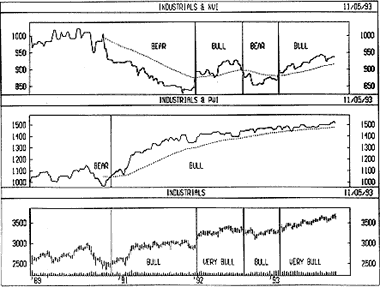 INDUSTRIALS & NVI 11/05/93
1000 1000
950 950
900 900
850 850
BEAR BULL BEAR BULL
INDUSTRIALS & PVI 11/05/93
1500 1500
1400 1400
1300 1300
1200 1200
1100 1100
1000 1000
BEAR BULL
INDUSTRIALS 11/05/93
3500 3500
3000 3000
2500 2500
BULL VERY BULL BULL VERY BULL
'89 '91 '92 '93